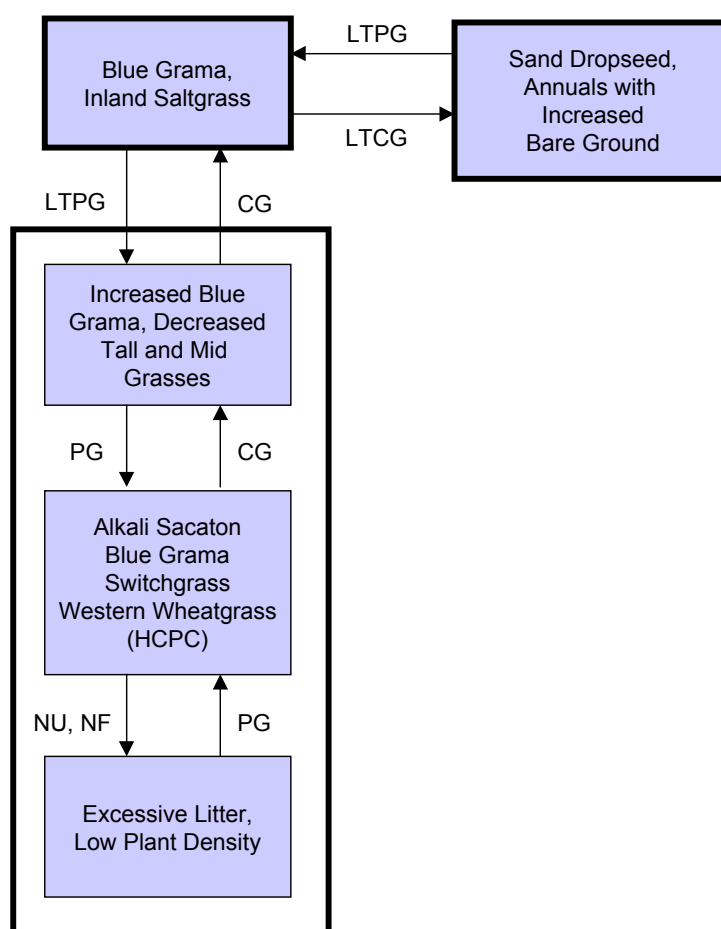 LTPG
Blue Grama,
Inland Saltgrass
Sand Dropseed,
Annuals with
Increased
Bare Ground
LTCG
LTPG
CG
Increased Blue
Grama, Decreased
Tall and Mid
Grasses
PG
CG
Alkali Sacaton
Blue Grama
Switchgrass
Western Wheatgrass
(HCPC)
NU, NF
PG
Excessive Litter,
Low Plant Density